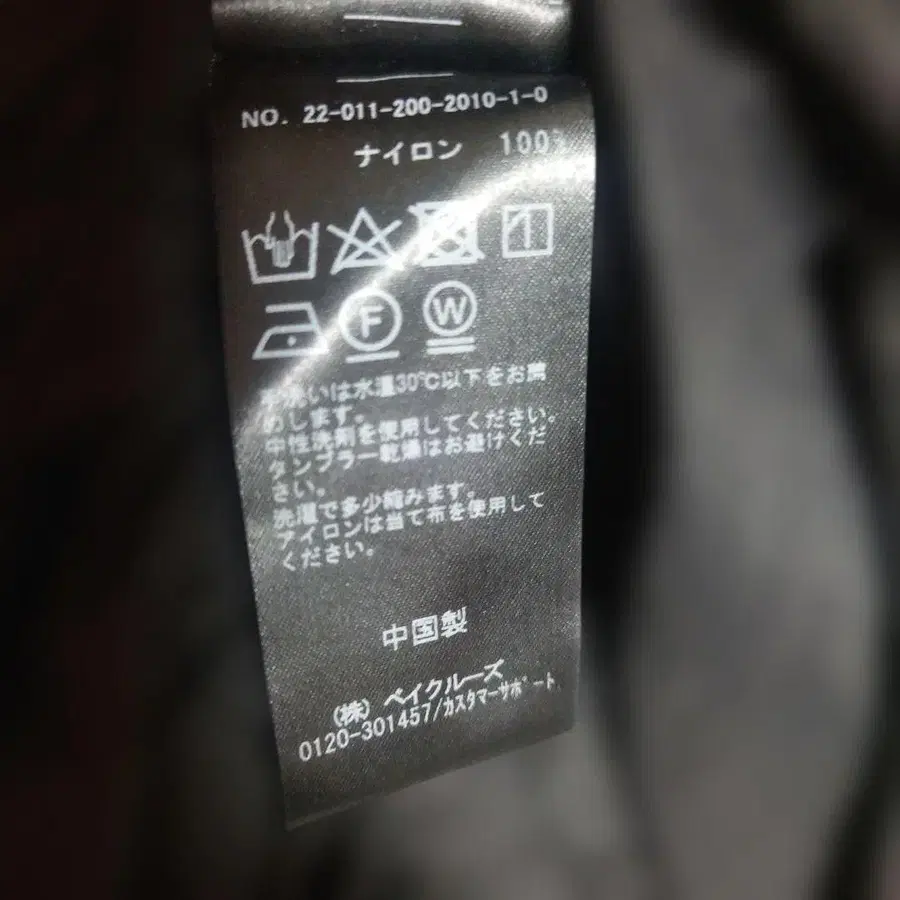 NO. 22-011-200-2010-1-0
ナイロン 100%
F W
手洗いは水温30℃以下をお薦
めします。
中性洗剤を使用してください。
タンブラー乾燥はお避けくだ
さい。
洗濯で多少縮みます。
アイロンは当て布を使用して
ください。
中国製
(株) ベイクルーズ
0120-301457/カスタマーサポート